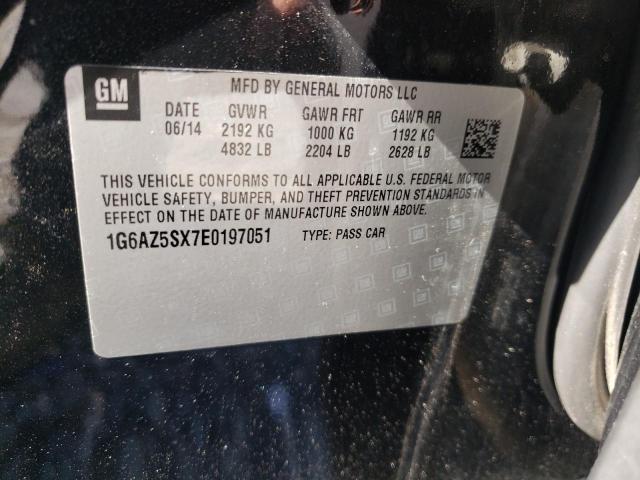 GM
MFD BY GENERAL MOTORS LLC
DATE GVWR GAWR FRT GAWR RR
06/14 2192 KG 1000 KG 1192 KG
4832 LB 2204 LB 2628 LB
THIS VEHICLE CONFORMS TO ALL APPLICABLE U.S. FEDERAL MOTOR
VEHICLE SAFETY, BUMPER, AND THEFT PREVENTION STANDARDS IN
EFFECT ON THE DATE OF MANUFACTURE SHOWN ABOVE.
1G6AZ5SX7E0197051 TYPE: PASS CAR